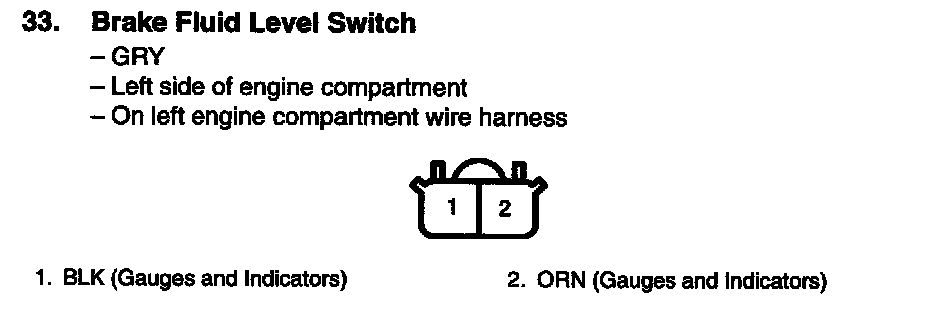 33. Brake Fluid Level Switch
– GRY
– Left side of engine compartment
– On left engine compartment wire harness
1 2
1. BLK (Gauges and Indicators) 2. ORN (Gauges and Indicators)